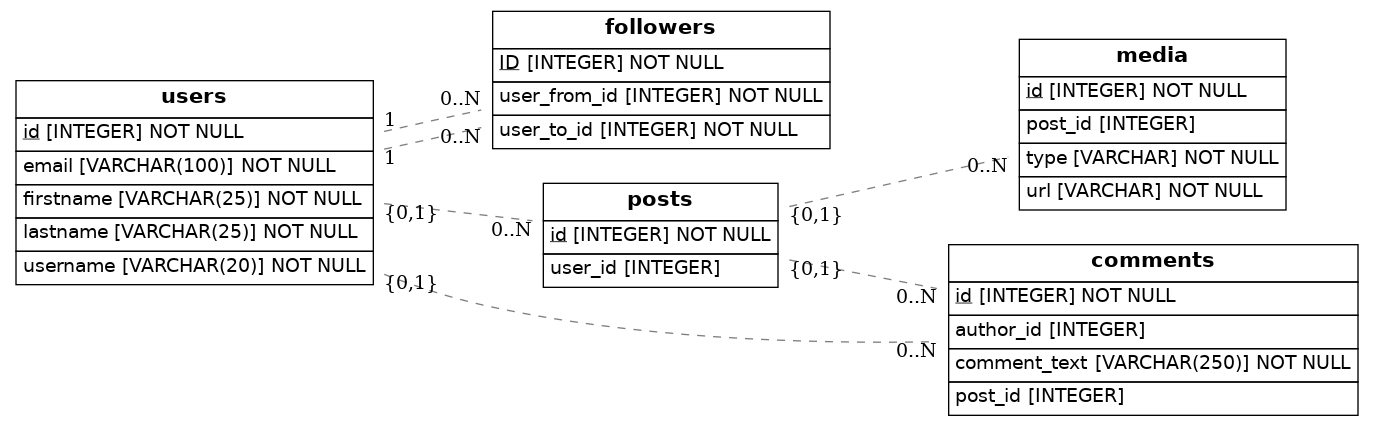 users
id [INTEGER] NOT NULL
email [VARCHAR(100)] NOT NULL
firstname [VARCHAR(25)] NOT NULL
lastname [VARCHAR(25)] NOT NULL
username [VARCHAR(20)] NOT NULL
1
0..N
1
0..N
{0,1}
0..N
{0,1}
0..N
followers
ID [INTEGER] NOT NULL
user_from_id [INTEGER] NOT NULL
user_to_id [INTEGER] NOT NULL
posts
id [INTEGER] NOT NULL
user_id [INTEGER]
{0,1}
0..N
{0,1}
0..N
media
id [INTEGER] NOT NULL
post_id [INTEGER]
type [VARCHAR] NOT NULL
url [VARCHAR] NOT NULL
comments
id [INTEGER] NOT NULL
author_id [INTEGER]
comment_text [VARCHAR(250)] NOT NULL
post_id [INTEGER]